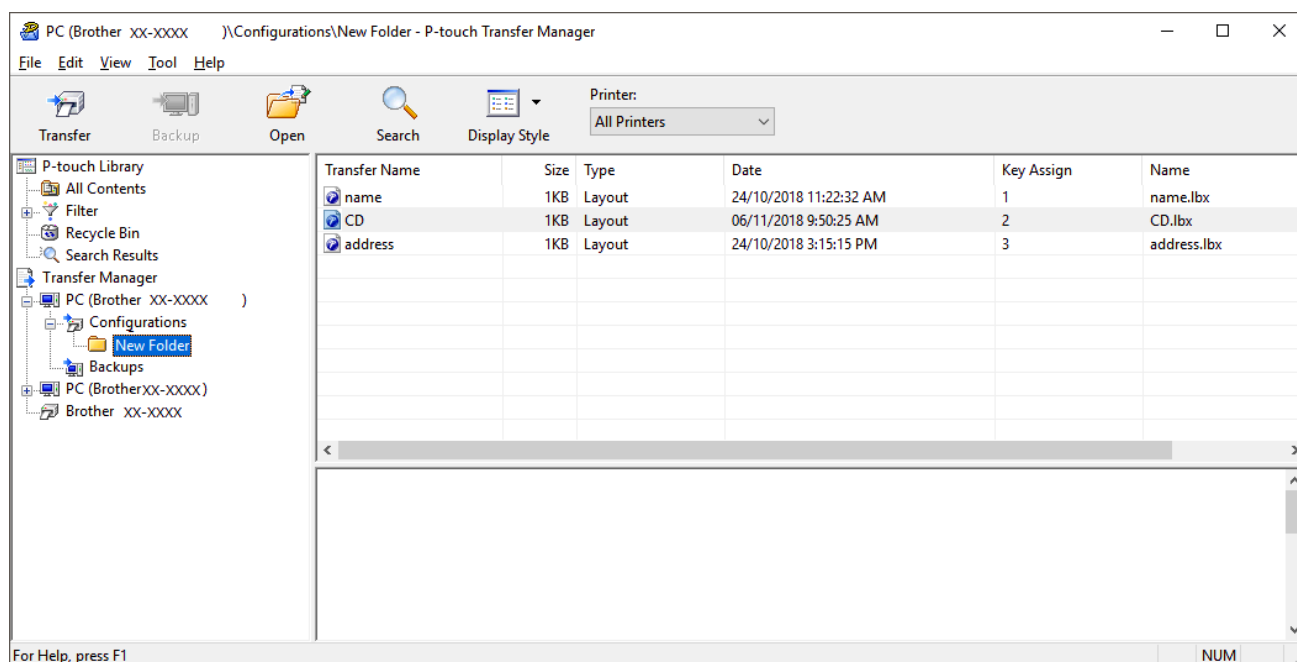 PC (Brother XX-XXXX )\Configurations\New Folder - P-touch Transfer Manager
File Edit View Tool Help
Transfer Backup Open Search Display Style
Printer:
All Printers
P-touch Library
All Contents
Filter
Recycle Bin
Search Results
Transfer Manager
PC (Brother XX-XXXX )
Configurations
New Folder
Backups
PC (BrotherXX-XXXX)
Brother XX-XXXX
Transfer Name Size Type Date Key Assign Name
name 1KB Layout 24/10/2018 11:22:32 AM 1 name.lbx
CD 1KB Layout 06/11/2018 9:50:25 AM 2 CD.lbx
address 1KB Layout 24/10/2018 3:15:15 PM 3 address.lbx
For Help, press F1
NUM